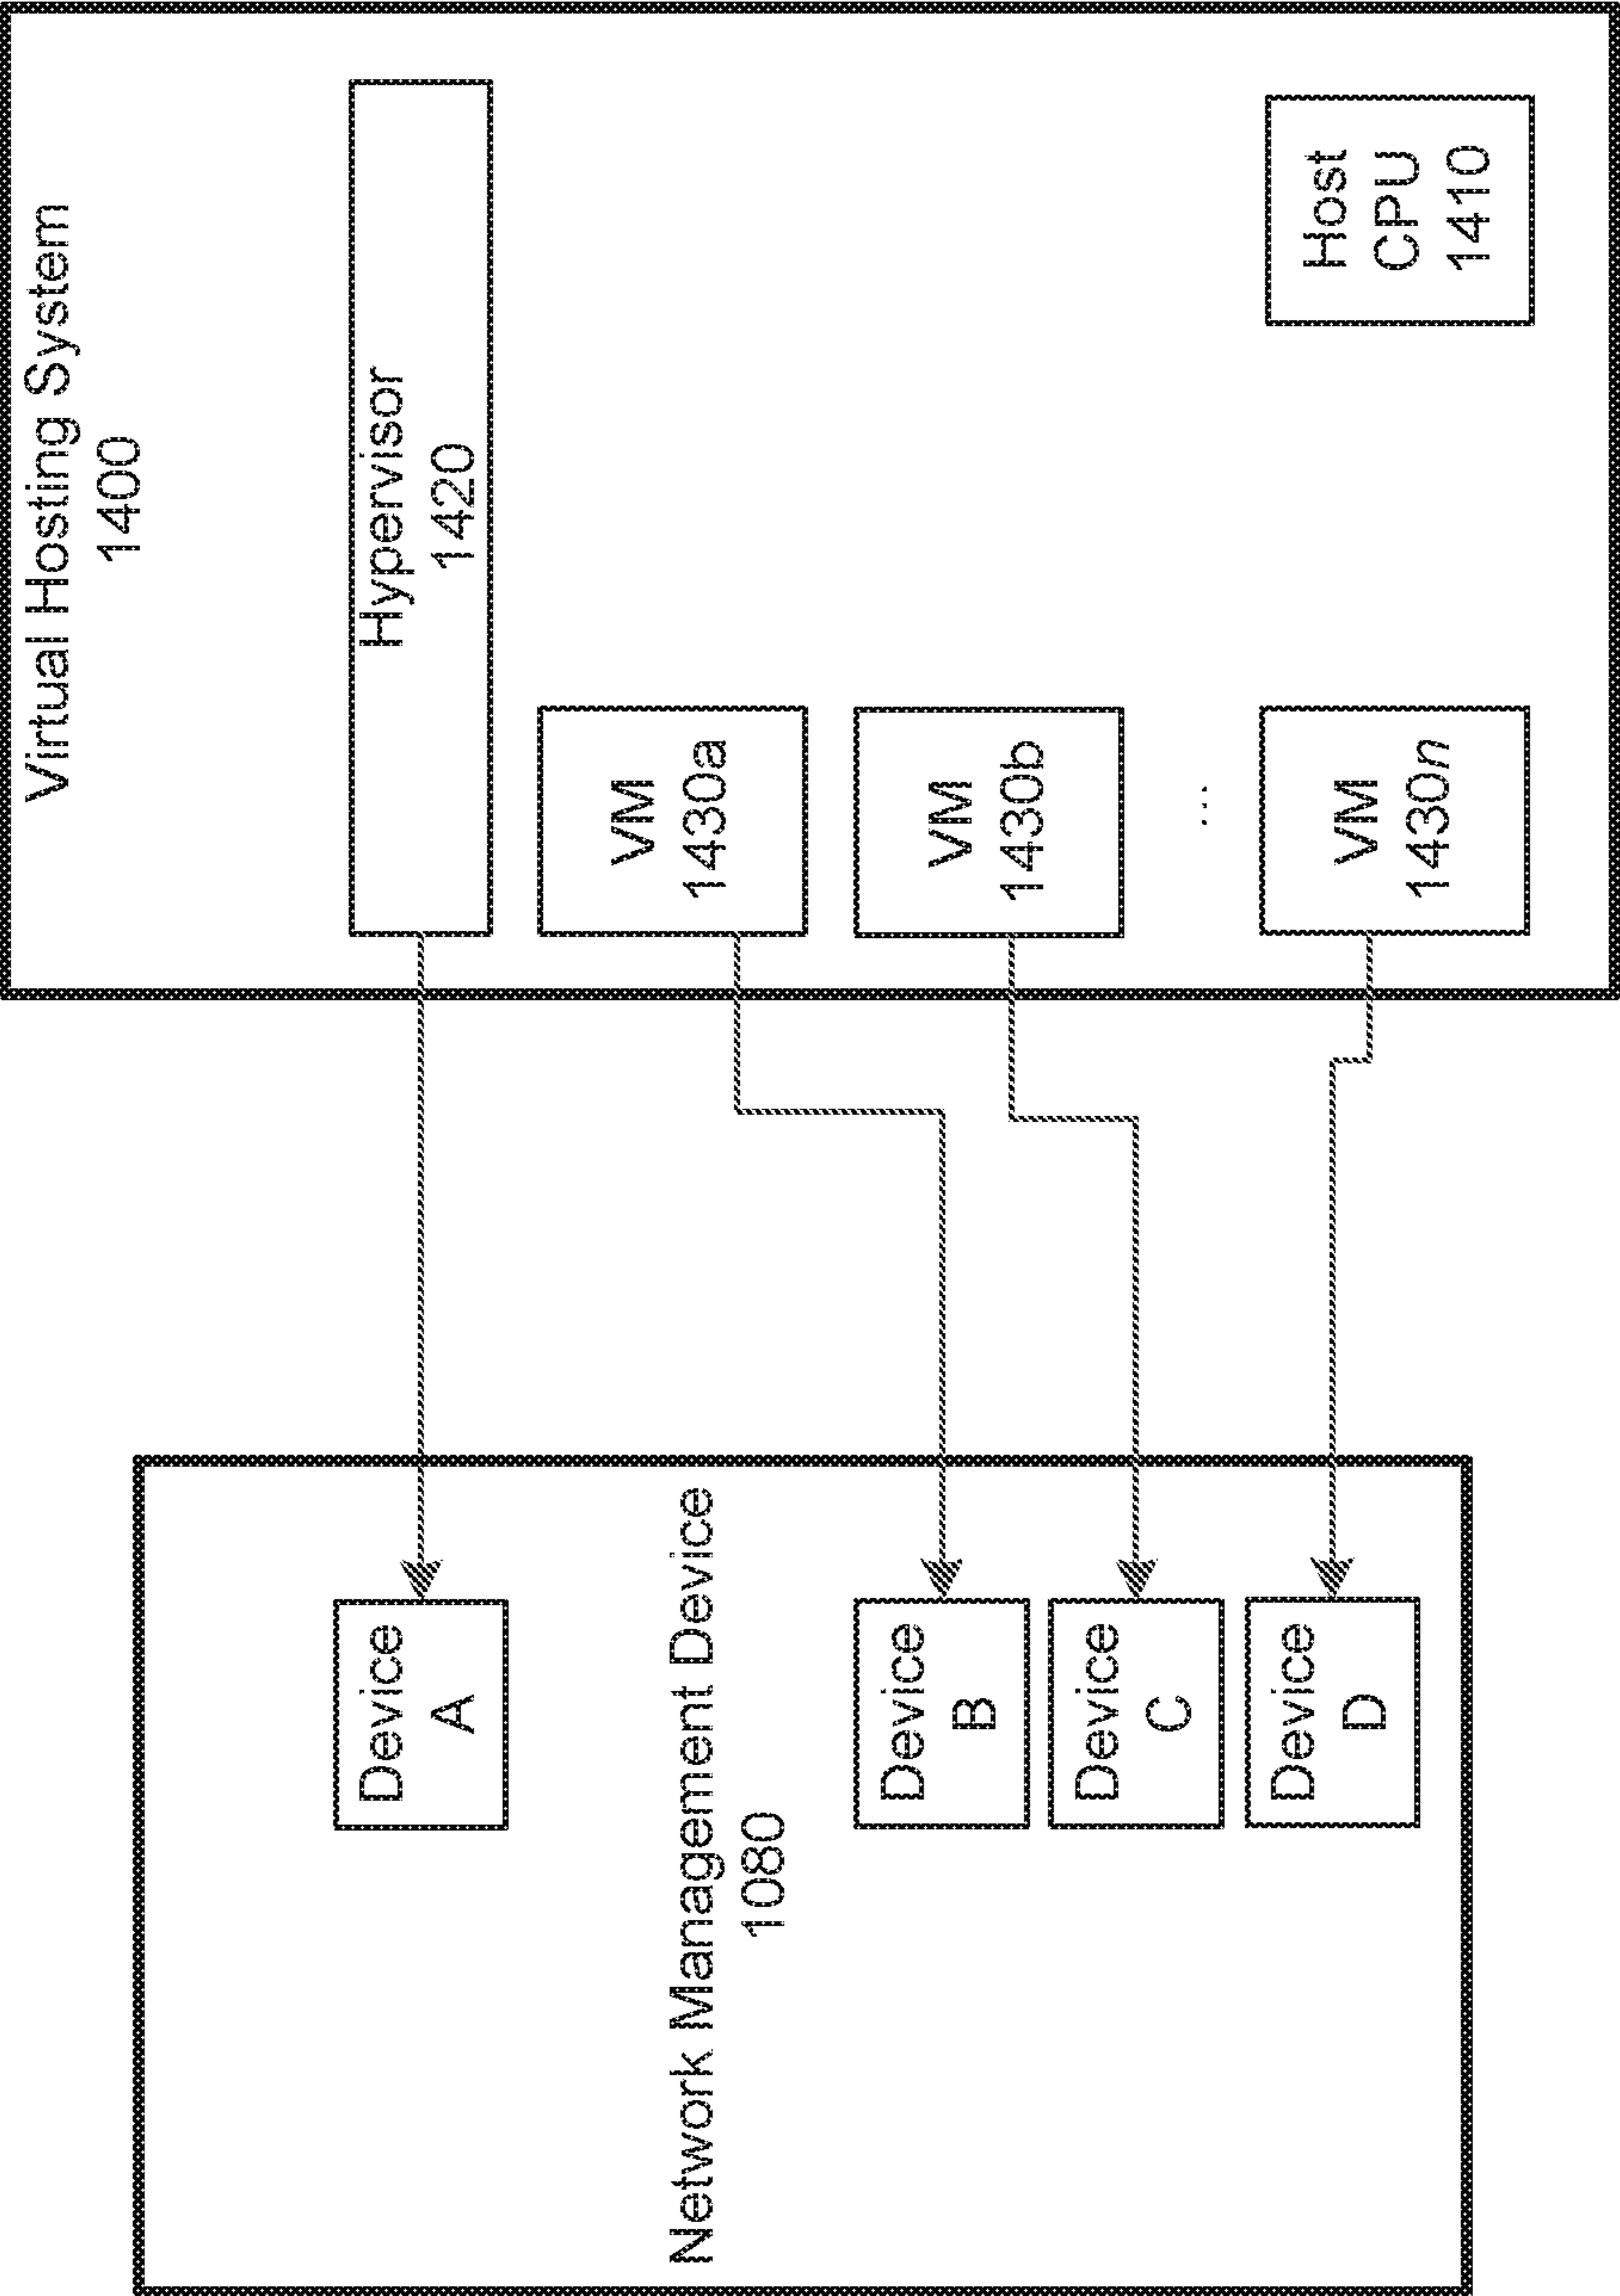 Virtual Hosting System
1400
Hypervisor
1420
VM
1430a
VM
1430b
...
VM
1430n
Host
CPU
1410
Device
A
Network Management Device
1080
Device
B
Device
C
Device
D